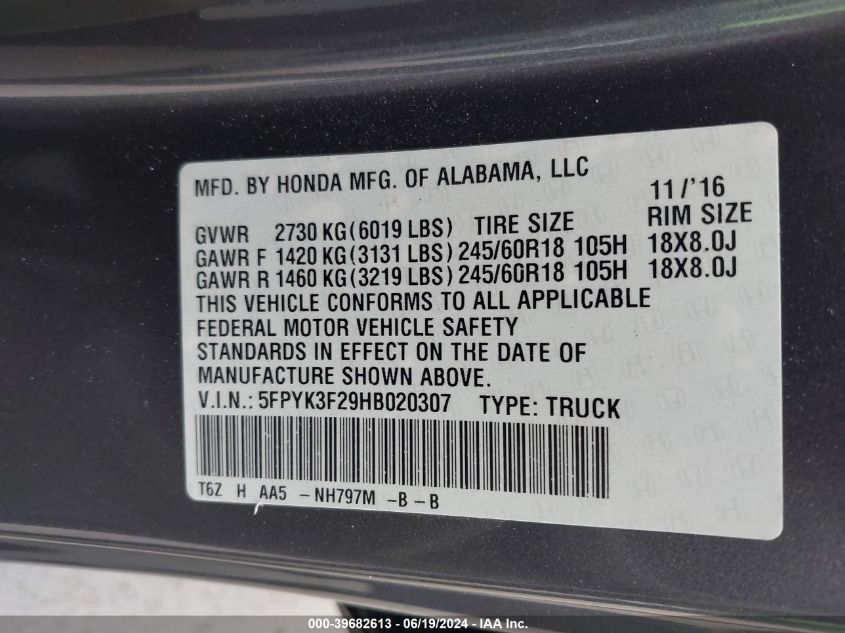 MFD. BY HONDA MFG. OF ALABAMA, LLC 11/'16
GVWR 2730 KG(6019 LBS) TIRE SIZE RIM SIZE
GAWR F 1420 KG(3131 LBS) 245/60R18 105H 18X8.0J
GAWR R 1460 KG(3219 LBS) 245/60R18 105H 18X8.0J
THIS VEHICLE CONFORMS TO ALL APPLICABLE
FEDERAL MOTOR VEHICLE SAFETY
STANDARDS IN EFFECT ON THE DATE OF
MANUFACTURE SHOWN ABOVE.
V.I.N.: 5FPYK3F29HB020307 TYPE: TRUCK
T6Z H AA5 - NH797M - B - B
000-39682613 - 06/19/2024 - IAA Inc.